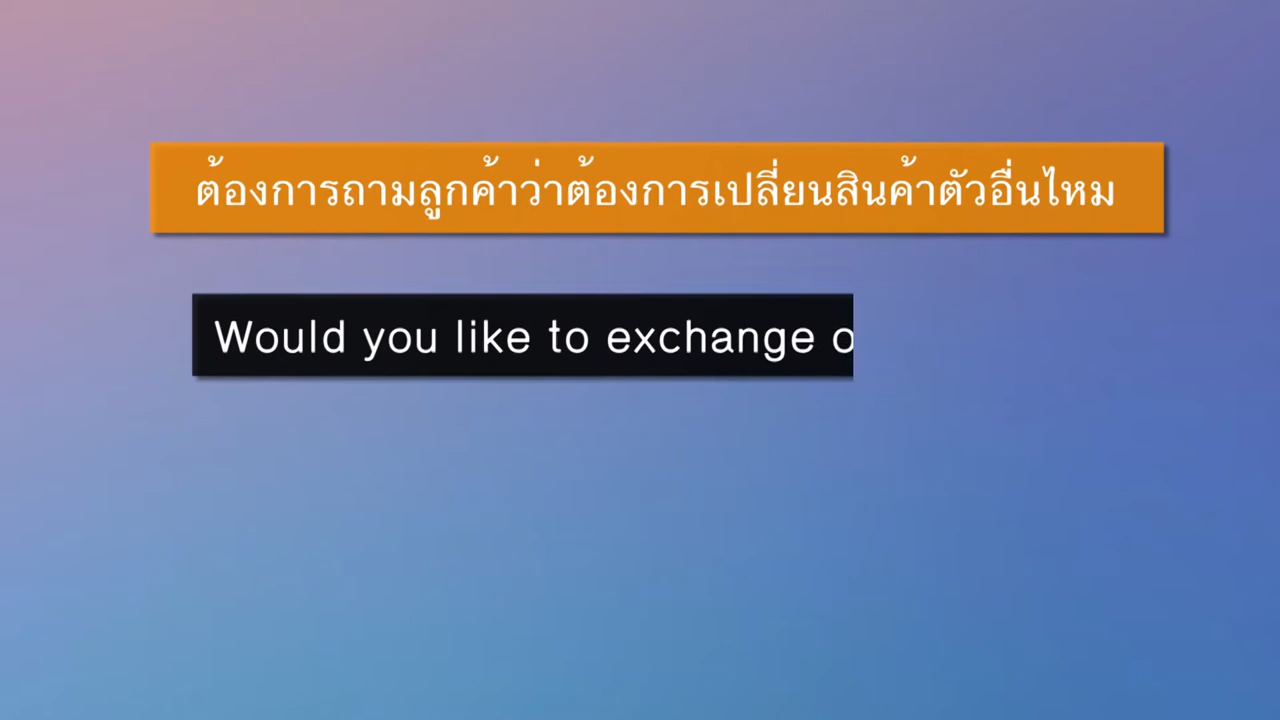 ต้องการถามลูกค้าว่าต้องการเปลี่ยนสินค้าตัวอื่นไหม
Would you like to exchange